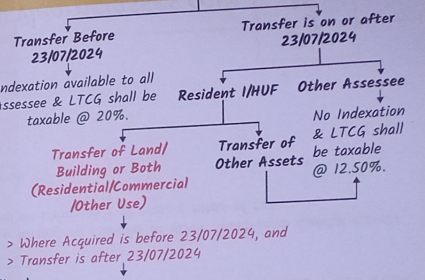 Transfer Before
23/07/2024
Indexation available to all
assessee & LTCG shall be
taxable @ 20%.
Transfer is on or after
23/07/2024
Resident I/HUF
Other Assessee
Transfer of Land/
Building or Both
(Residential/Commercial
/Other Use)
Transfer of
Other Assets
No Indexation
& LTCG shall
be taxable
@ 12.50%.
> Where Acquired is before 23/07/2024, and
> Transfer is after 23/07/2024